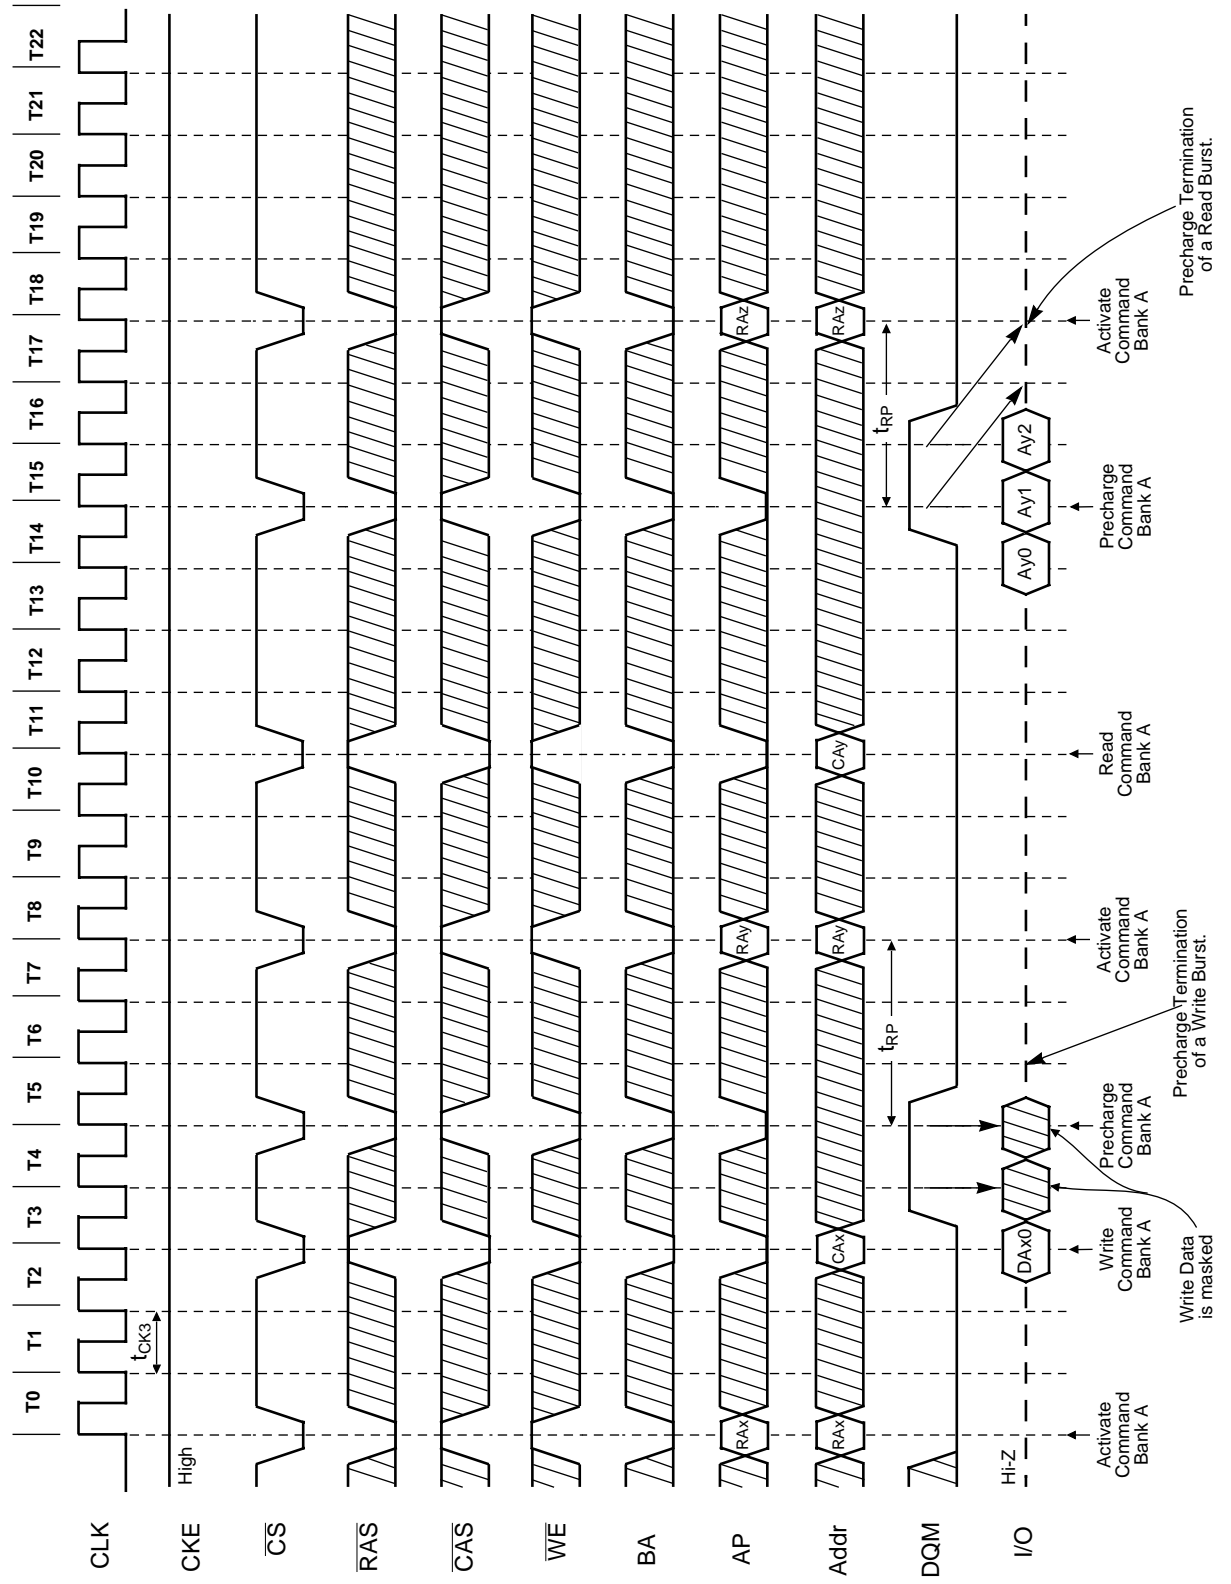 T0 T1 T2 T3 T4 T5 T6 T7 T8 T9 T10 T11 T12 T13 T14 T15 T16 T17 T18 T19 T20 T21 T22
CLK
tCK3
CKE
High
CS
RAS
CAS
WE
BA
AP
RAx RAy RAz
Addr
RAx CAx RAy CAy RAz
tRP tRP
DQM
I/O
Hi-Z
DAx0 Ay0 Ay1 Ay2
Activate
Command
Bank A
Write
Command
Bank A
Precharge
Command
Bank A
Activate
Command
Bank A
Read
Command
Bank A
Precharge
Command
Bank A
Activate
Command
Bank A
Write Data
is masked
Precharge Termination
of a Write Burst.
Precharge Termination
of a Read Burst.